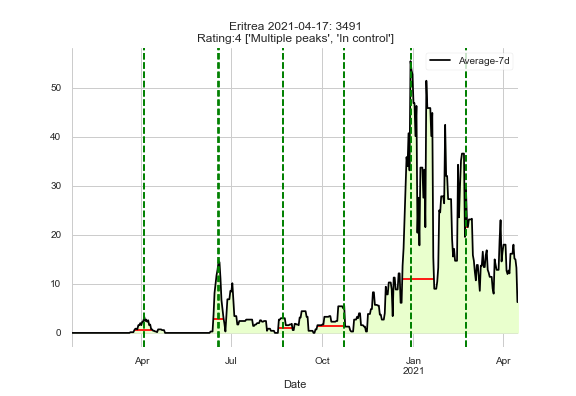 Eritrea 2021-04-17: 3491
Rating:4 ['Multiple peaks', 'In control']
Average-7d
50
40
30
20
10
0
Apr
Jul
Oct
Jan
2021
Apr
Date